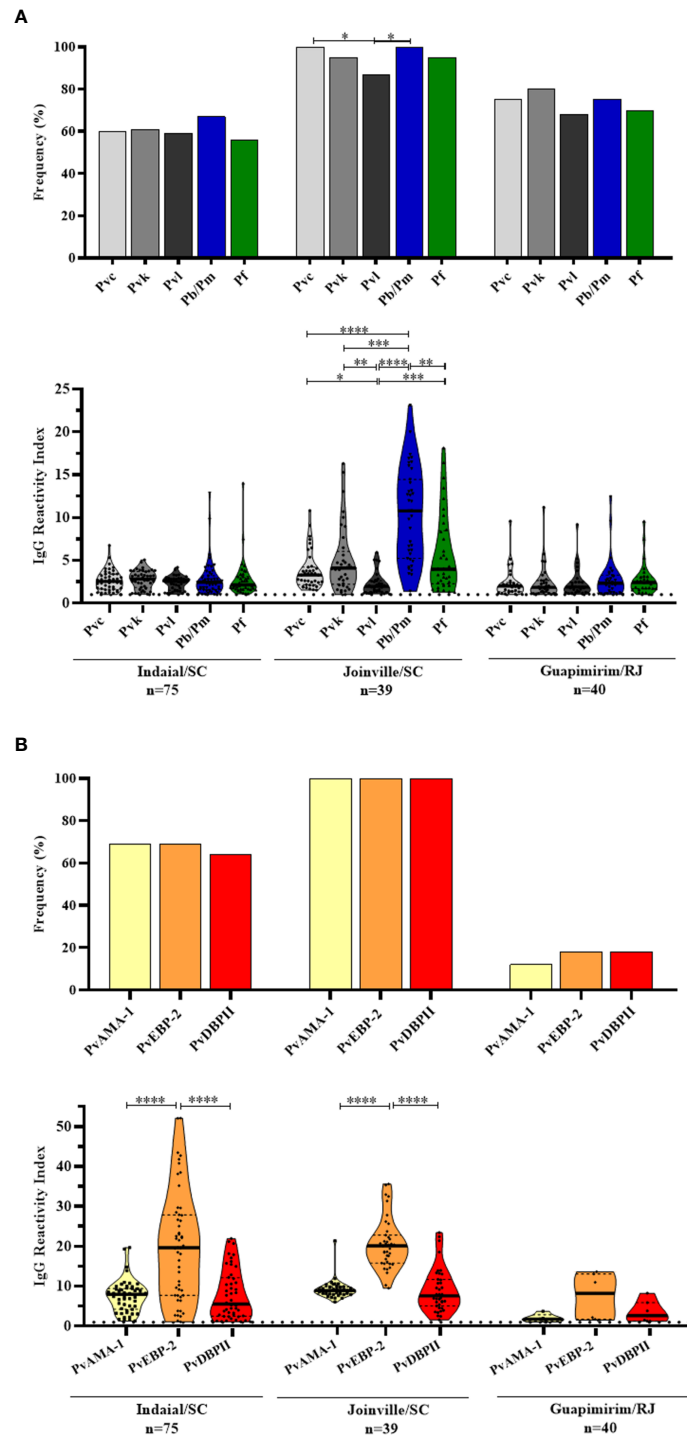 A
Frequency (%)
100
80
60
40
20
0
* *
Pvc Pvk Pvl Pb/Pm Pf Pvc Pvk Pvl Pb/Pm Pf Pvc Pvk Pvl Pb/Pm Pf
****
***
** **** **
* ***
IgG Reactivity Index
25
20
15
10
5
0
Pvc Pvk Pvl Pb/Pm Pf Pvc Pvk Pvl Pb/Pm Pf Pvc Pvk Pvl Pb/Pm Pf
Indaial/SC Joinville/SC Guapimirim/RJ
n=75 n=39 n=40
B
Frequency (%)
100
80
60
40
20
0
PvAMA-1 PvEBP-2 PvDBPII PvAMA-1 PvEBP-2 PvDBPII PvAMA-1 PvEBP-2 PvDBPII
**** **** **** ****
IgG Reactivity Index
50
40
30
20
10
0
PvAMA-1 PvEBP-2 PvDBPII PvAMA-1 PvEBP-2 PvDBPII PvAMA-1 PvEBP-2 PvDBPII
Indaial/SC Joinville/SC Guapimirim/RJ
n=75 n=39 n=40